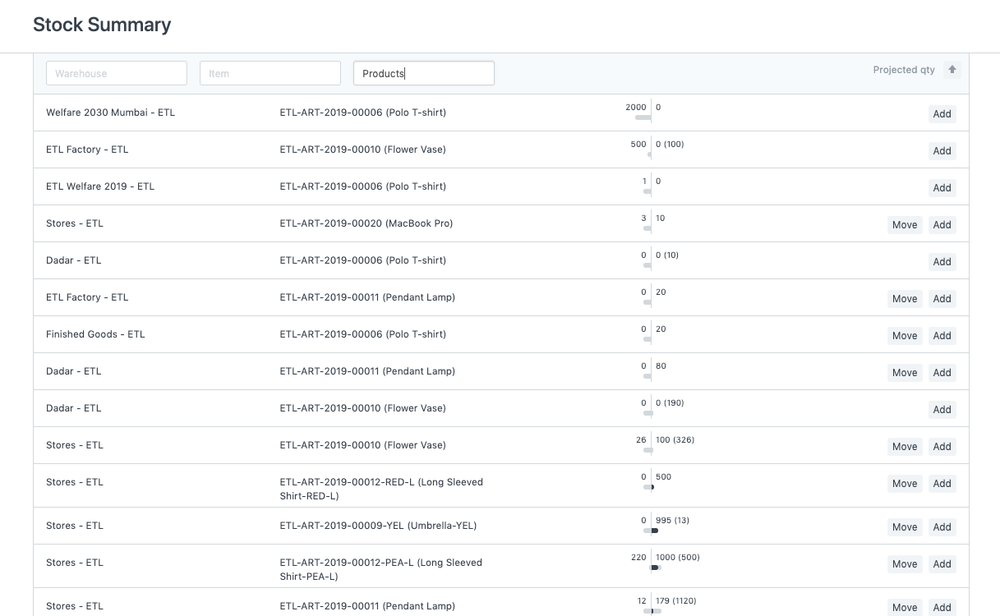 Stock Summary
Warehouse Item Products Projected qty
Welfare 2030 Mumbai - ETL ETL-ART-2019-00006 (Polo T-shirt) 2000 0 Add
ETL Factory - ETL ETL-ART-2019-00010 (Flower Vase) 500 0 (100) Add
ETL Welfare 2019 - ETL ETL-ART-2019-00006 (Polo T-shirt) 1 0 Add
Stores - ETL ETL-ART-2019-00020 (MacBook Pro) 3 10 Move Add
Dadar - ETL ETL-ART-2019-00006 (Polo T-shirt) 0 0 (10) Add
ETL Factory - ETL ETL-ART-2019-00011 (Pendant Lamp) 0 20 Move Add
Finished Goods - ETL ETL-ART-2019-00006 (Polo T-shirt) 0 20 Move Add
Dadar - ETL ETL-ART-2019-00011 (Pendant Lamp) 0 80 Move Add
Dadar - ETL ETL-ART-2019-00010 (Flower Vase) 0 0 (190) Add
Stores - ETL ETL-ART-2019-00010 (Flower Vase) 26 100 (326) Move Add
Stores - ETL ETL-ART-2019-00012-RED-L (Long Sleeved 0 500 Move Add
Shirt-RED-L)
Stores - ETL ETL-ART-2019-00009-YEL (Umbrella-YEL) 0 995 (13) Move Add
Stores - ETL ETL-ART-2019-00012-PEA-L (Long Sleeved 220 1000 (500) Move Add
Shirt-PEA-L)
Stores - ETL ETL-ART-2019-00011 (Pendant Lamp) 12 179 (1120) Move Add